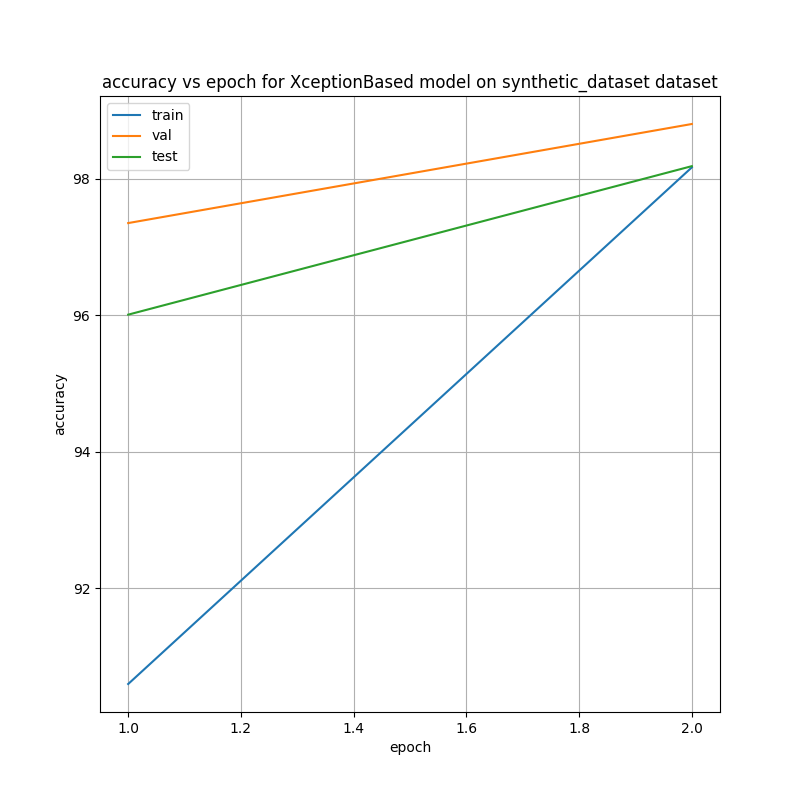 accuracy vs epoch for XceptionBased model on synthetic_dataset dataset
train
val
test
98
96
94
92
accuracy
1.0 1.2 1.4 1.6 1.8 2.0
epoch